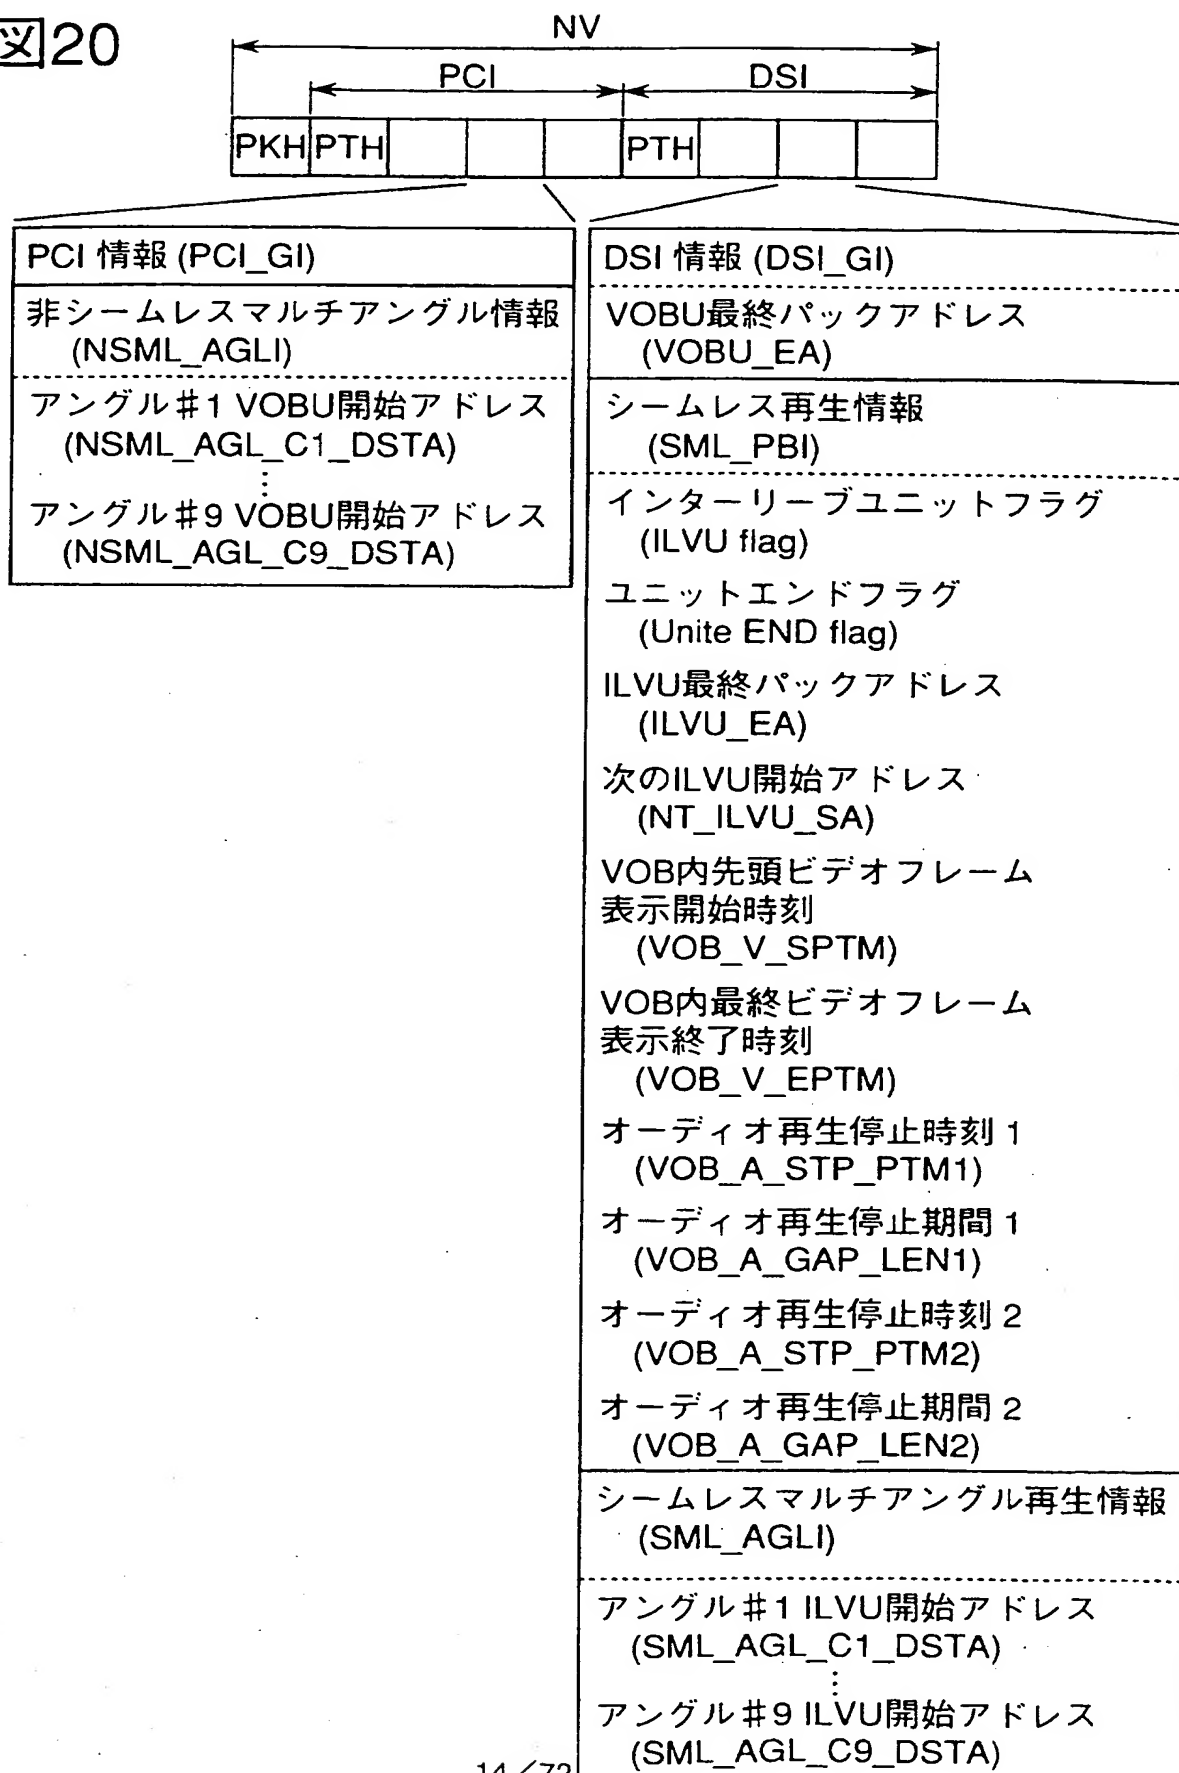 図20
NV
PCI
DSI
PKH PTH PTH
PCI 情報 (PCI_GI)
非シームレスマルチアングル情報
(NSML_AGLI)
アングル♯1 VOBU開始アドレス
(NSML_AGL_C1_DSTA)
⋮
アングル♯9 VOBU開始アドレス
(NSML_AGL_C9_DSTA)
DSI 情報 (DSI_GI)
VOBU最終パックアドレス
(VOBU_EA)
シームレス再生情報
(SML_PBI)
インターリーブユニットフラグ
(ILVU flag)
ユニットエンドフラグ
(Unite END flag)
ILVU最終パックアドレス
(ILVU_EA)
次のILVU開始アドレス
(NT_ILVU_SA)
VOB内先頭ビデオフレーム
表示開始時刻
(VOB_V_SPTM)
VOB内最終ビデオフレーム
表示終了時刻
(VOB_V_EPTM)
オーディオ再生停止時刻 1
(VOB_A_STP_PTM1)
オーディオ再生停止期間 1
(VOB_A_GAP_LEN1)
オーディオ再生停止時刻 2
(VOB_A_STP_PTM2)
オーディオ再生停止期間 2
(VOB_A_GAP_LEN2)
シームレスマルチアングル再生情報
(SML_AGLI)
アングル♯1 ILVU開始アドレス
(SML_AGL_C1_DSTA)
⋮
アングル♯9 ILVU開始アドレス
(SML_AGL_C9_DSTA)
14/72